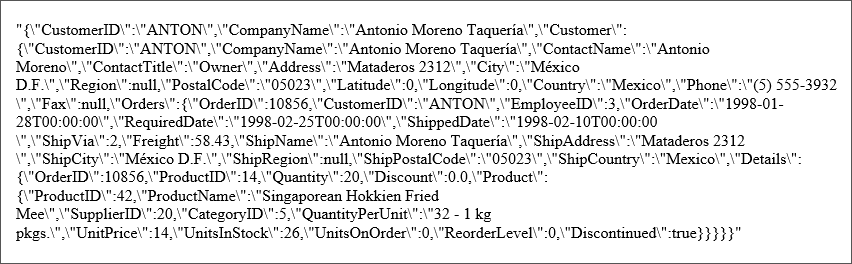 "{\"CustomerID\":\"ANTON\",\"CompanyName\":\"Antonio Moreno Taquería\",\"Customer\":
{\"CustomerID\":\"ANTON\",\"CompanyName\":\"Antonio Moreno Taquería\",\"ContactName\":\"Antonio
Moreno\",\"ContactTitle\":\"Owner\",\"Address\":\"Mataderos 2312\",\"City\":\"México
D.F.\",\"Region\":null,\"PostalCode\":\"05023\",\"Latitude\":0,\"Longitude\":0,\"Country\":\"Mexico\",\"Phone\":\"(5) 555-3932
\",\"Fax\":null,\"Orders\":{\"OrderID\":10856,\"CustomerID\":\"ANTON\",\"EmployeeID\":3,\"OrderDate\":\"1998-01-
28T00:00:00\",\"RequiredDate\":\"1998-02-25T00:00:00\",\"ShippedDate\":\"1998-02-10T00:00:00
\",\"ShipVia\":2,\"Freight\":58.43,\"ShipName\":\"Antonio Moreno Taquería\",\"ShipAddress\":\"Mataderos 2312
\",\"ShipCity\":\"México D.F.\",\"ShipRegion\":null,\"ShipPostalCode\":\"05023\",\"ShipCountry\":\"Mexico\",\"Details\":
{\"OrderID\":10856,\"ProductID\":14,\"Quantity\":20,\"Discount\":0.0,\"Product\":
{\"ProductID\":42,\"ProductName\":\"Singaporean Hokkien Fried
Mee\",\"SupplierID\":20,\"CategoryID\":5,\"QuantityPerUnit\":\"32 - 1 kg
pkgs.\",\"UnitPrice\":14,\"UnitsInStock\":26,\"UnitsOnOrder\":0,\"ReorderLevel\":0,\"Discontinued\":true}}}}}"